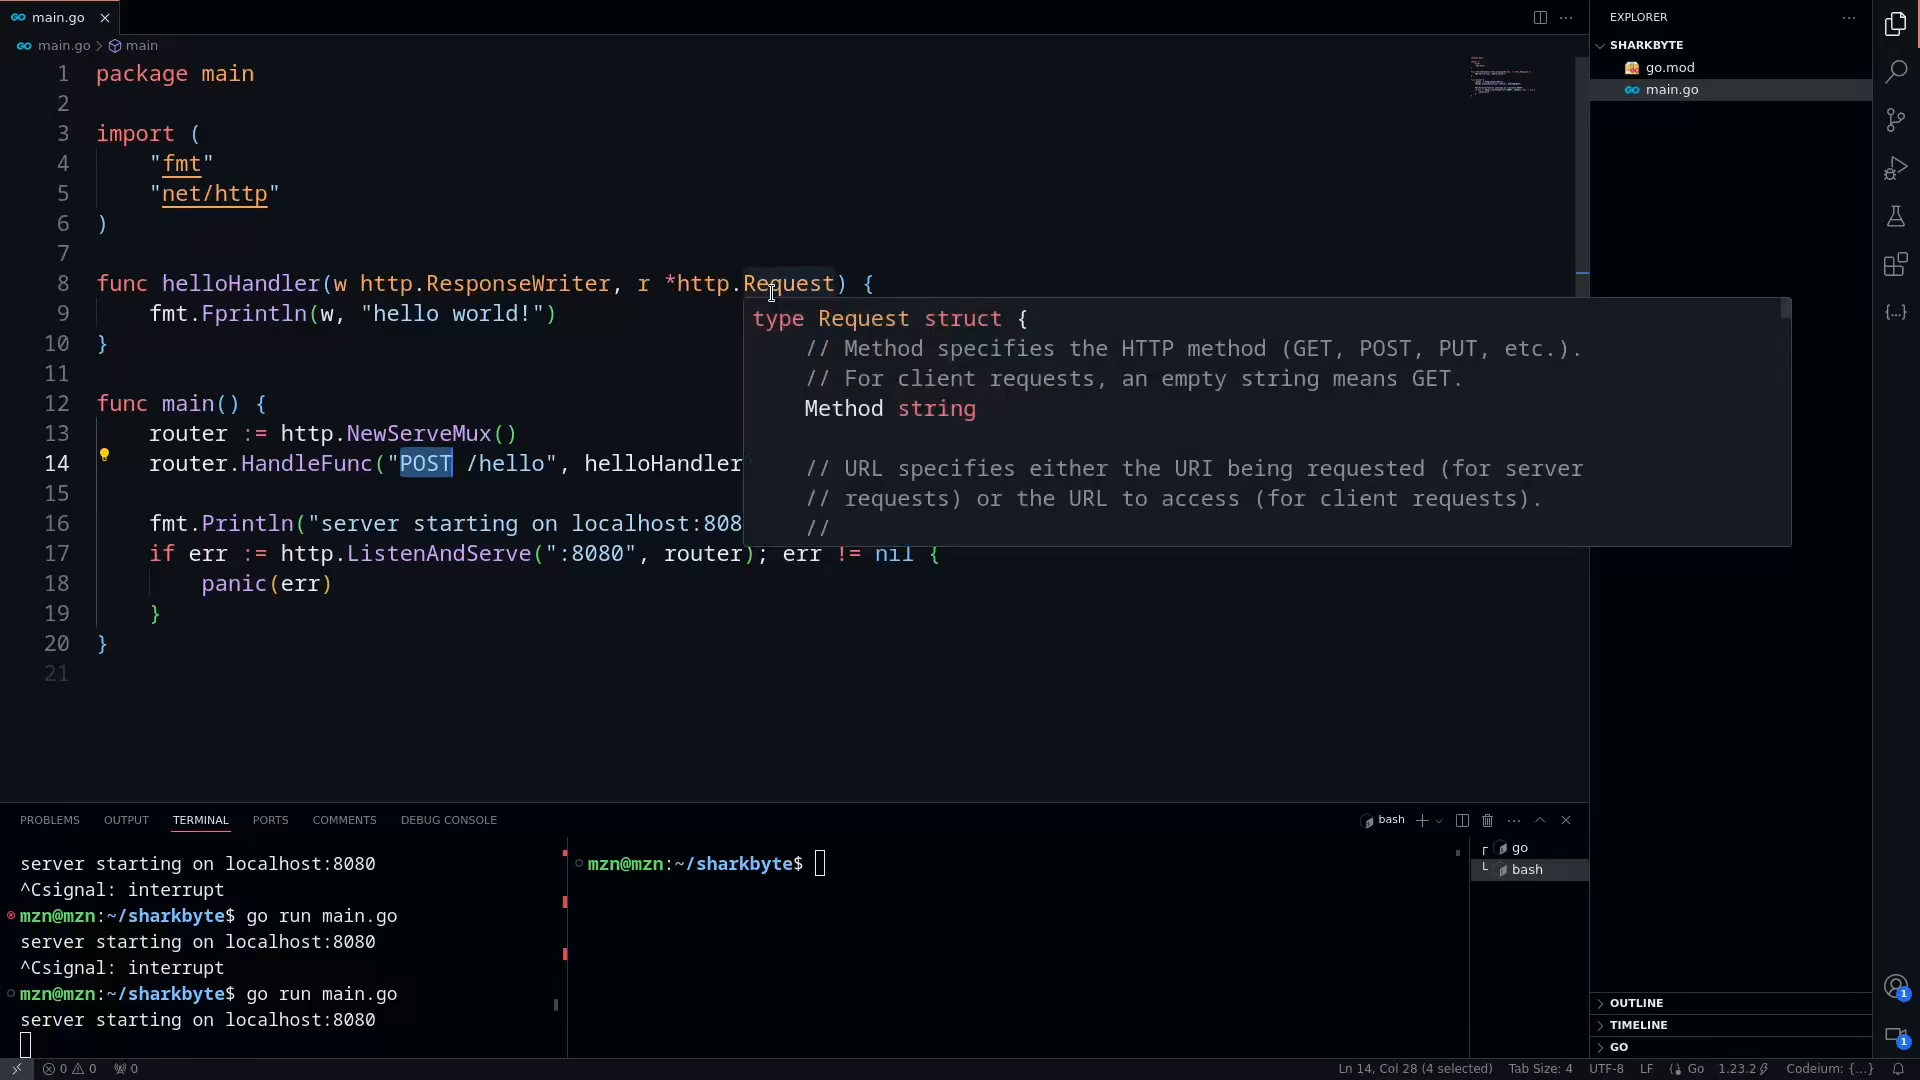 main.go
main.go > main
1 package main
2
3 import (
4 "fmt"
5 "net/http"
6 )
7
8 func helloHandler(w http.ResponseWriter, r *http.Request) {
9 fmt.Fprintln(w, "hello world!")
10 }
11
12 func main() {
13 router := http.NewServeMux()
14 router.HandleFunc("POST /hello", helloHandler
15
16 fmt.Println("server starting on localhost:808
17 if err := http.ListenAndServe(":8080", router); err != nil {
18 panic(err)
19 }
20 }
21
type Request struct {
// Method specifies the HTTP method (GET, POST, PUT, etc.).
// For client requests, an empty string means GET.
Method string
// URL specifies either the URI being requested (for server
// requests) or the URL to access (for client requests).
//
EXPLORER
SHARKBYTE
go.mod
main.go
OUTLINE
TIMELINE
GO
PROBLEMS OUTPUT TERMINAL PORTS COMMENTS DEBUG CONSOLE
bash
server starting on localhost:8080
^Csignal: interrupt
mzn@mzn:~/sharkbyte$ go run main.go
server starting on localhost:8080
^Csignal: interrupt
mzn@mzn:~/sharkbyte$ go run main.go
server starting on localhost:8080
mzn@mzn:~/sharkbyte$
go
bash
1
1
0 0 0
Ln 14, Col 28 (4 selected) Tab Size: 4 UTF-8 LF Go 1.23.2 Codeium: {...}